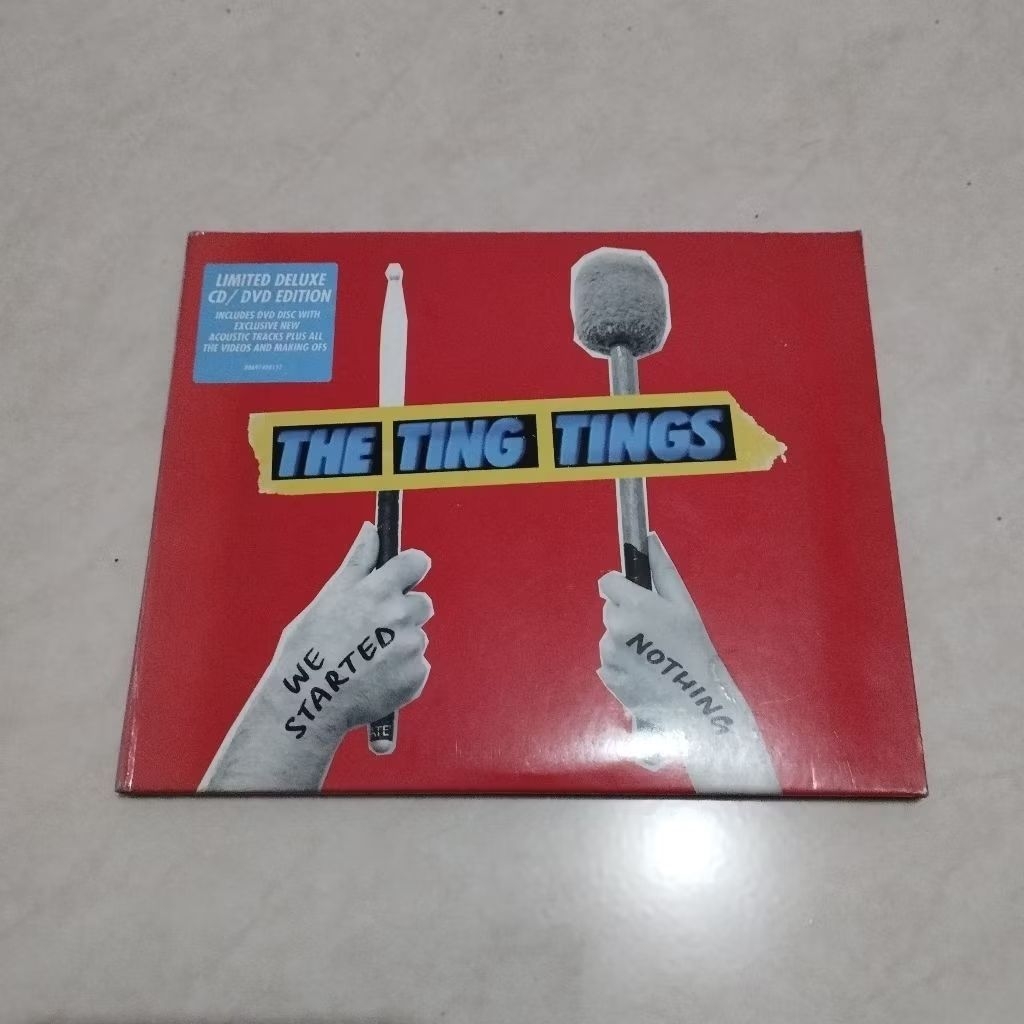 LIMITED DELUXE
CD/ DVD EDITION
INCLUDES DVD DISC WITH
EXCLUSIVE NEW
ACOUSTIC TRACKS PLUS ALL
THE VIDEOS AND MAKING OFS
THE TING TINGS
WE
STARTED
NOTHING